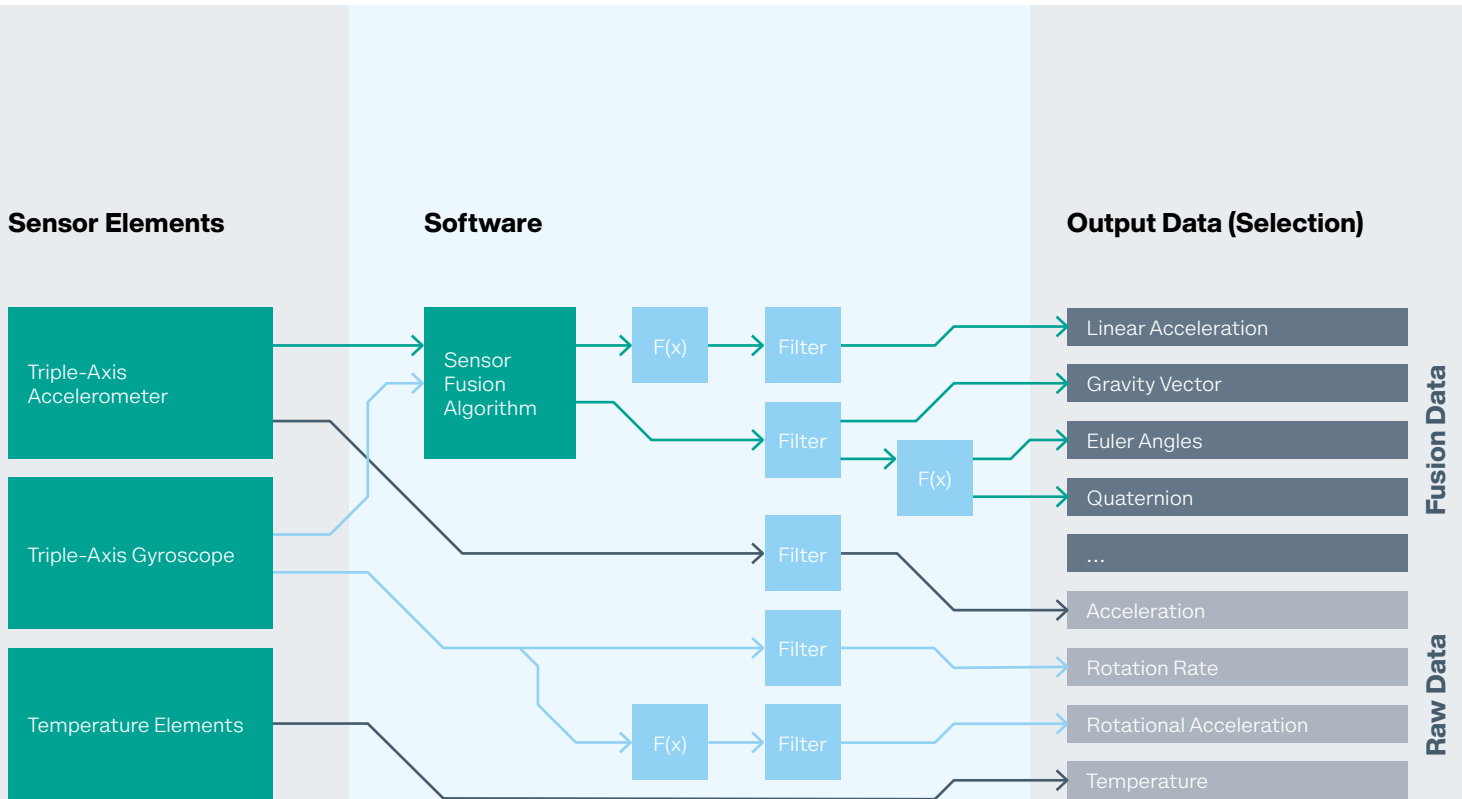 Sensor Elements
Software
Output Data (Selection)
Triple-Axis
Accelerometer
Triple-Axis Gyroscope
Temperature Elements
Sensor
Fusion
Algorithm
F(x)
Filter
Filter
F(x)
Filter
Filter
F(x)
Filter
Linear Acceleration
Gravity Vector
Euler Angles
Quaternion
...
Acceleration
Rotation Rate
Rotational Acceleration
Temperature
Fusion Data
Raw Data